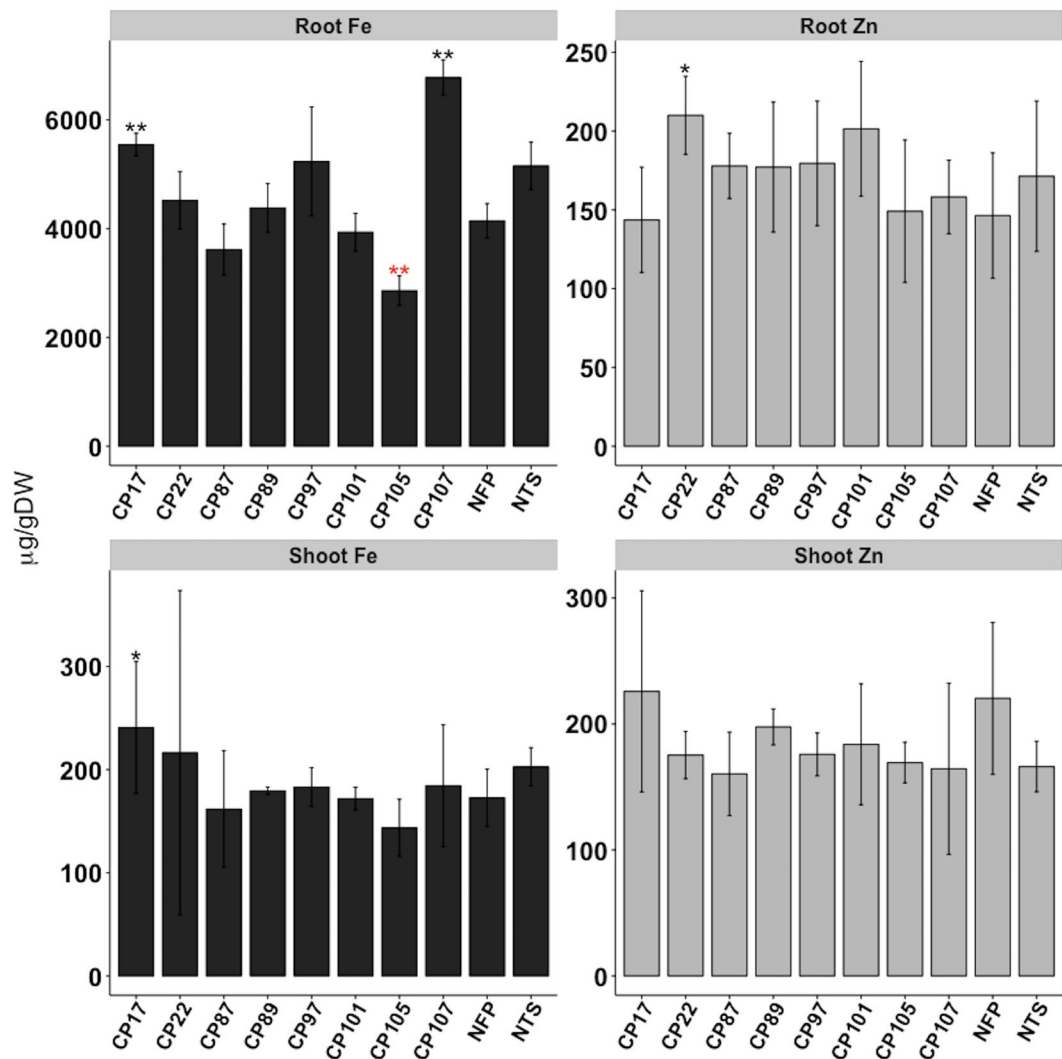 Root Fe
Root Zn
**
**
**
6000
4000
2000
0
*
250
200
150
100
50
0
CP17 CP22 CP87 CP89 CP97 CP101 CP105 CP107 NFP NTS
CP17 CP22 CP87 CP89 CP97 CP101 CP105 CP107 NFP NTS
µg/gDW
Shoot Fe
Shoot Zn
*
300
200
100
0
300
200
100
0
CP17 CP22 CP87 CP89 CP97 CP101 CP105 CP107 NFP NTS
CP17 CP22 CP87 CP89 CP97 CP101 CP105 CP107 NFP NTS